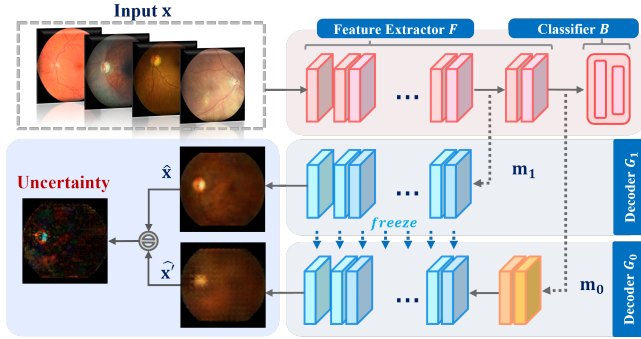 Input x
Feature Extractor F
Classifier B
...
m1
Decoder G1
x̂
Uncertainty
...
freeze
x̂′
m0
Decoder G0
...